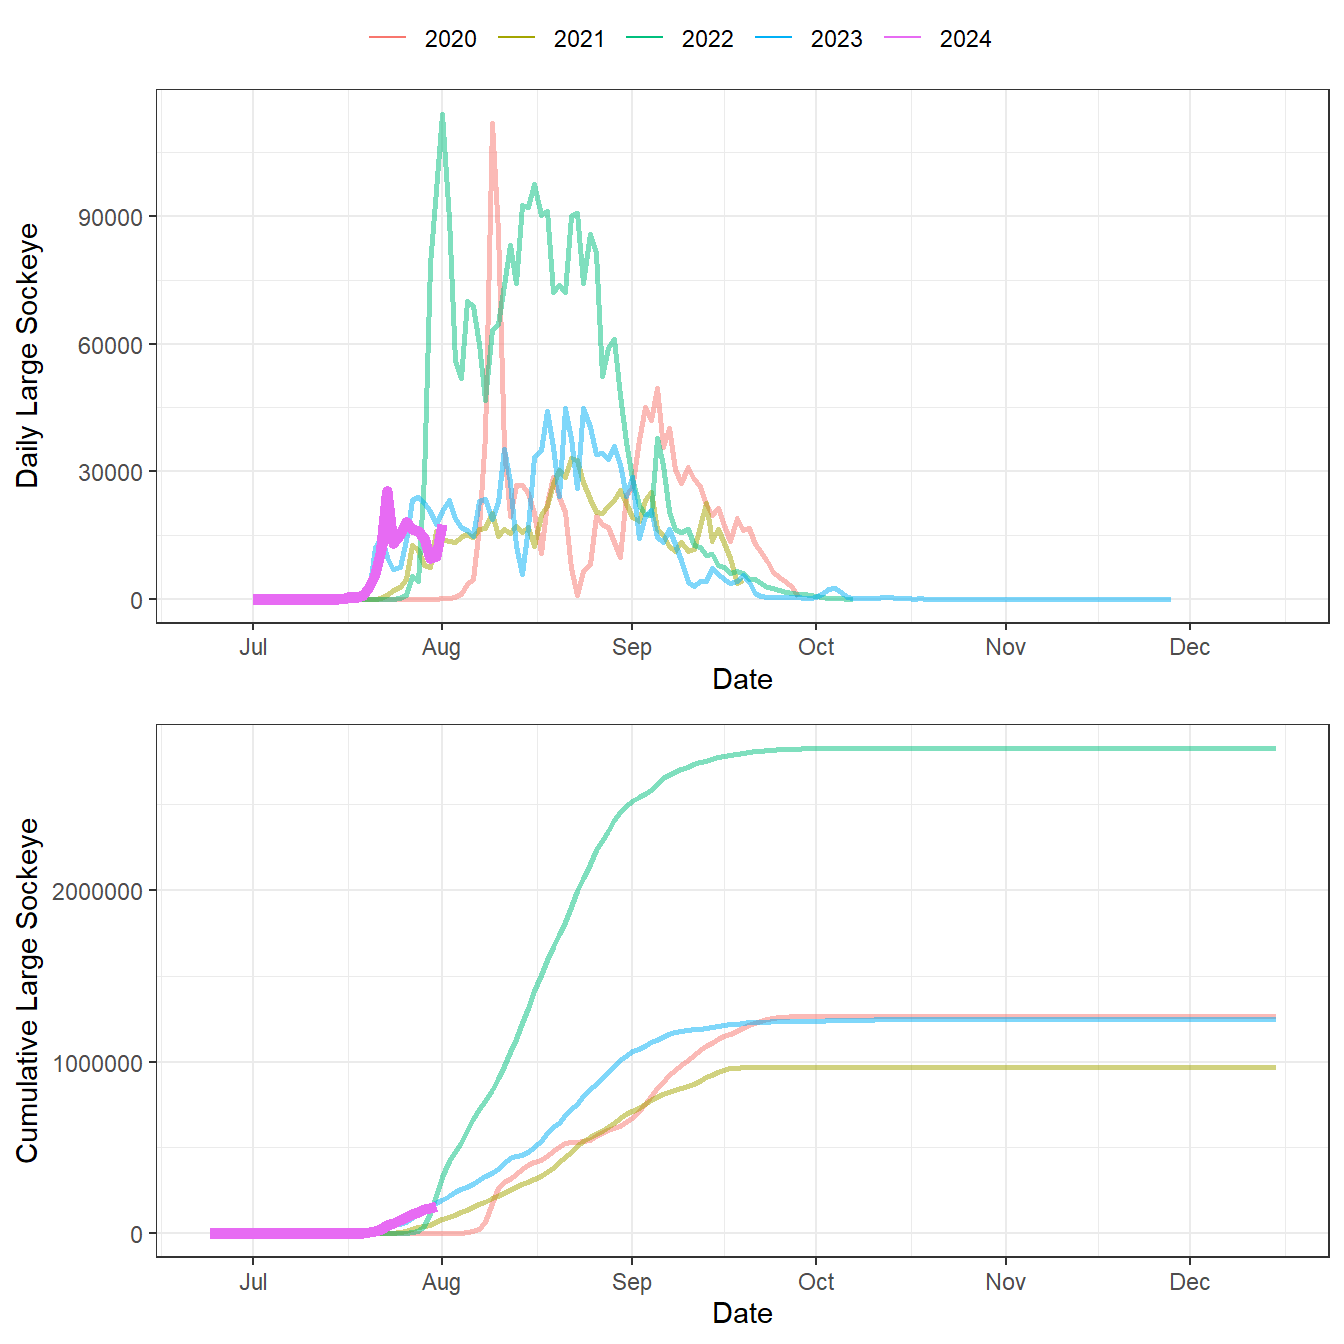 2020 2021 2022 2023 2024
Daily Large Sockeye
90000
60000
30000
0
Jul Aug Sep Oct Nov Dec
Date
Cumulative Large Sockeye
2000000
1000000
0
Jul Aug Sep Oct Nov Dec
Date